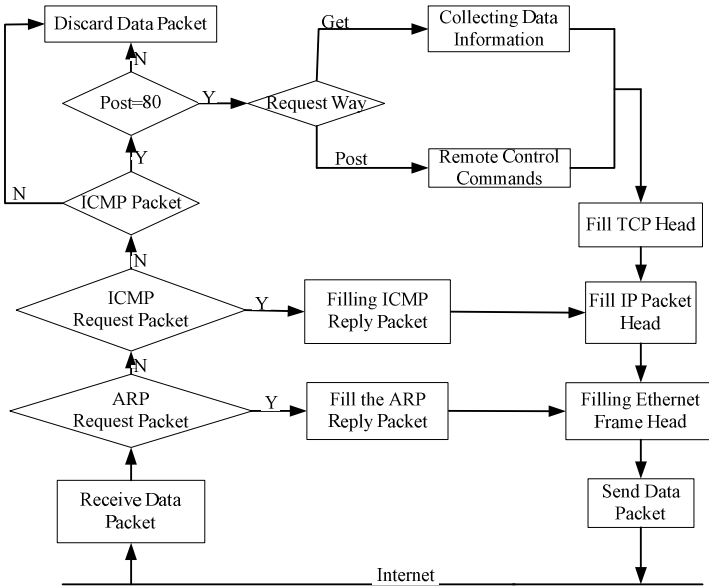 Discard Data Packet
N
Post=80
Y
Request Way
Get
Collecting Data
Information
Post
Remote Control
Commands
Y
N
ICMP Packet
Fill TCP Head
N
ICMP
Request Packet
Y
Filling ICMP
Reply Packet
Fill IP Packet
Head
N
ARP
Request Packet
Y
Fill the ARP
Reply Packet
Filling Ethernet
Frame Head
Receive Data
Packet
Send Data
Packet
Internet